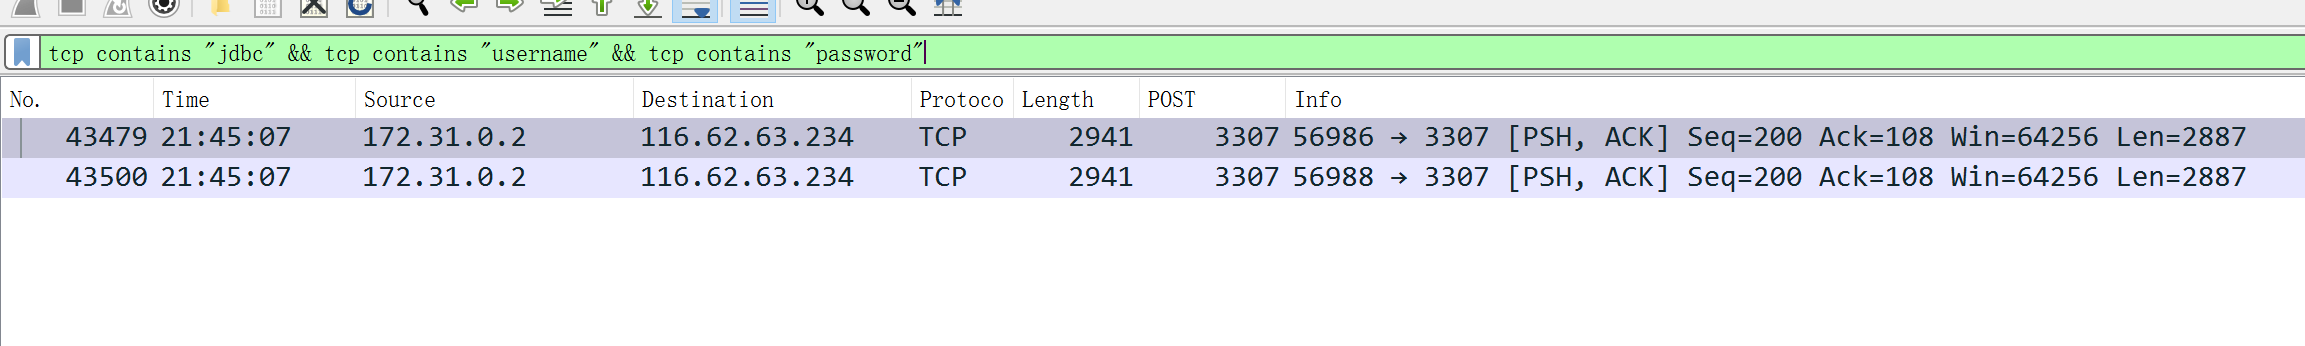 tcp contains "jdbc" && tcp contains "username" && tcp contains "password"
No. Time Source Destination Protoco Length POST Info
43479 21:45:07 172.31.0.2 116.62.63.234 TCP 2941 3307 56986 → 3307 [PSH, ACK] Seq=200 Ack=108 Win=64256 Len=2887
43500 21:45:07 172.31.0.2 116.62.63.234 TCP 2941 3307 56988 → 3307 [PSH, ACK] Seq=200 Ack=108 Win=64256 Len=2887